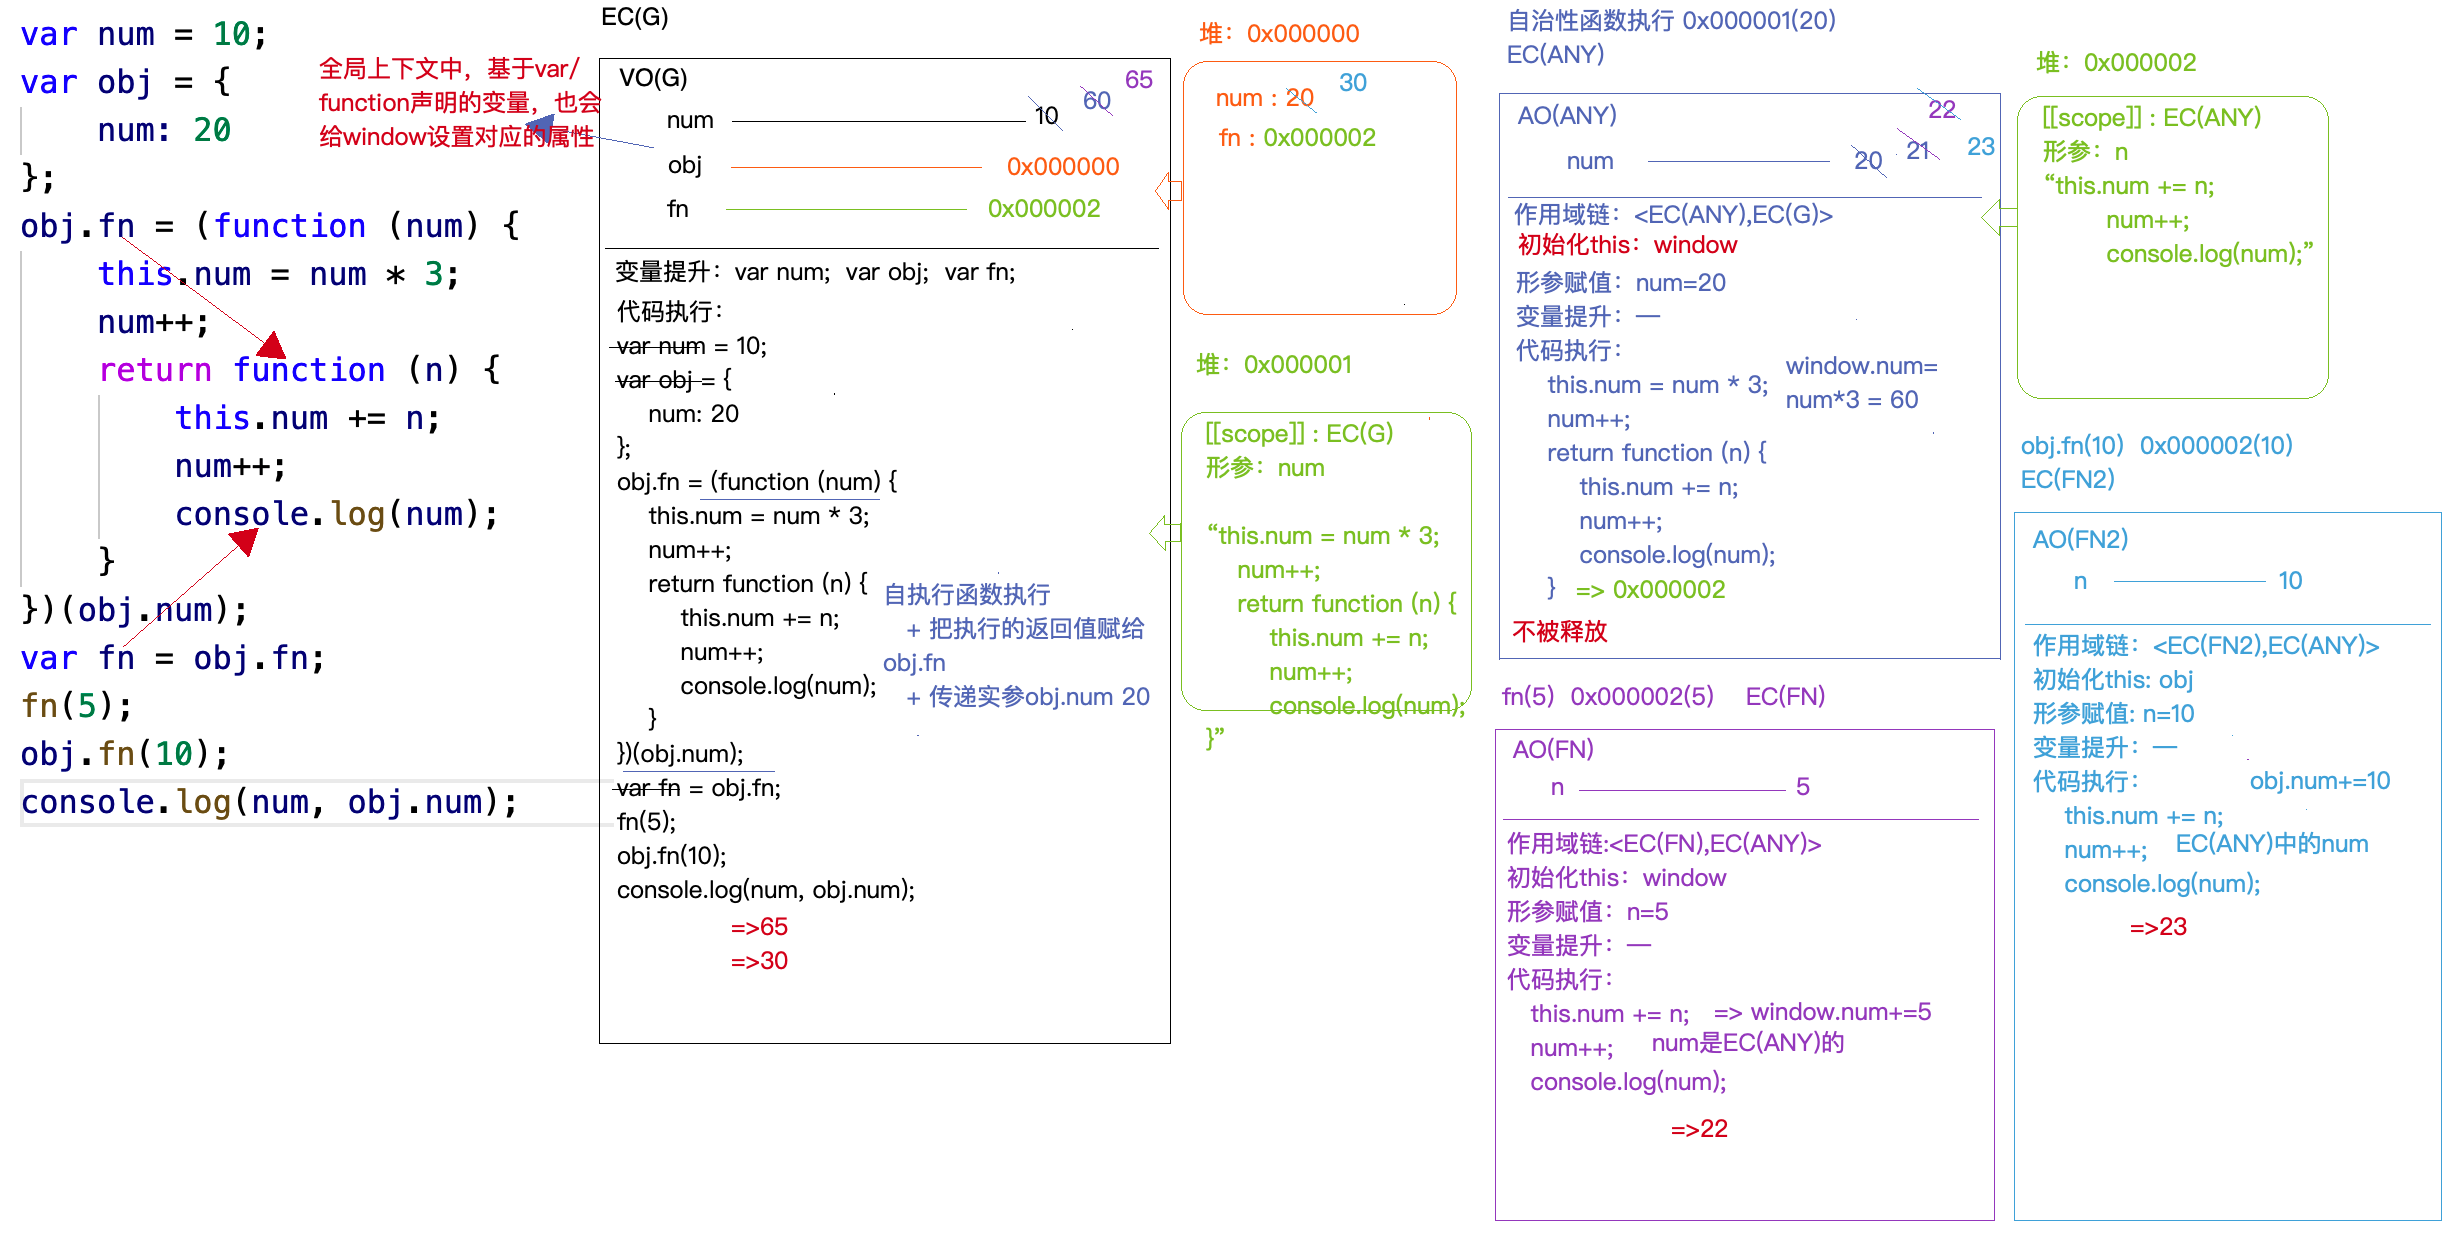 var num = 10;
var obj = {
num: 20
};
obj.fn = (function (num) {
this.num = num * 3;
num++;
return function (n) {
this.num += n;
num++;
console.log(num);
}
})(obj.num);
var fn = obj.fn;
fn(5);
obj.fn(10);
console.log(num, obj.num);
全局上下文中，基于var/
function声明的变量，也会
给window设置对应的属性
EC(G)
VO(G)
num 10 60 65
obj 0x000000
fn 0x000002
变量提升：var num; var obj; var fn;
代码执行：
var num = 10;
var obj = {
num: 20
};
obj.fn = (function (num) {
this.num = num * 3;
num++;
return function (n) {
this.num += n;
num++;
console.log(num);
}
})(obj.num);
var fn = obj.fn;
fn(5);
obj.fn(10);
console.log(num, obj.num);
=>65
=>30
自执行函数执行
+ 把执行的返回值赋给
obj.fn
+ 传递实参obj.num 20
堆：0x000000
num : 20 30
fn : 0x000002
堆：0x000001
[[scope]] : EC(G)
形参：num
“this.num = num * 3;
num++;
return function (n) {
this.num += n;
num++;
console.log(num);
}”
自治性函数执行 0x000001(20)
EC(ANY)
AO(ANY)
num 20 21 22 23
作用域链：<EC(ANY),EC(G)>
初始化this：window
形参赋值：num=20
变量提升：—
代码执行：
this.num = num * 3;
num++;
return function (n) {
this.num += n;
num++;
console.log(num);
} => 0x000002
window.num=
num*3 = 60
不被释放
堆：0x000002
[[scope]] : EC(ANY)
形参：n
“this.num += n;
num++;
console.log(num);”
fn(5) 0x000002(5) EC(FN)
AO(FN)
n 5
作用域链:<EC(FN),EC(ANY)>
初始化this：window
形参赋值：n=5
变量提升：—
代码执行：
this.num += n; => window.num+=5
num++; num是EC(ANY)的
console.log(num);
=>22
obj.fn(10) 0x000002(10)
EC(FN2)
AO(FN2)
n 10
作用域链：<EC(FN2),EC(ANY)>
初始化this: obj
形参赋值: n=10
变量提升：—
代码执行： obj.num+=10
this.num += n;
num++; EC(ANY)中的num
console.log(num);
=>23